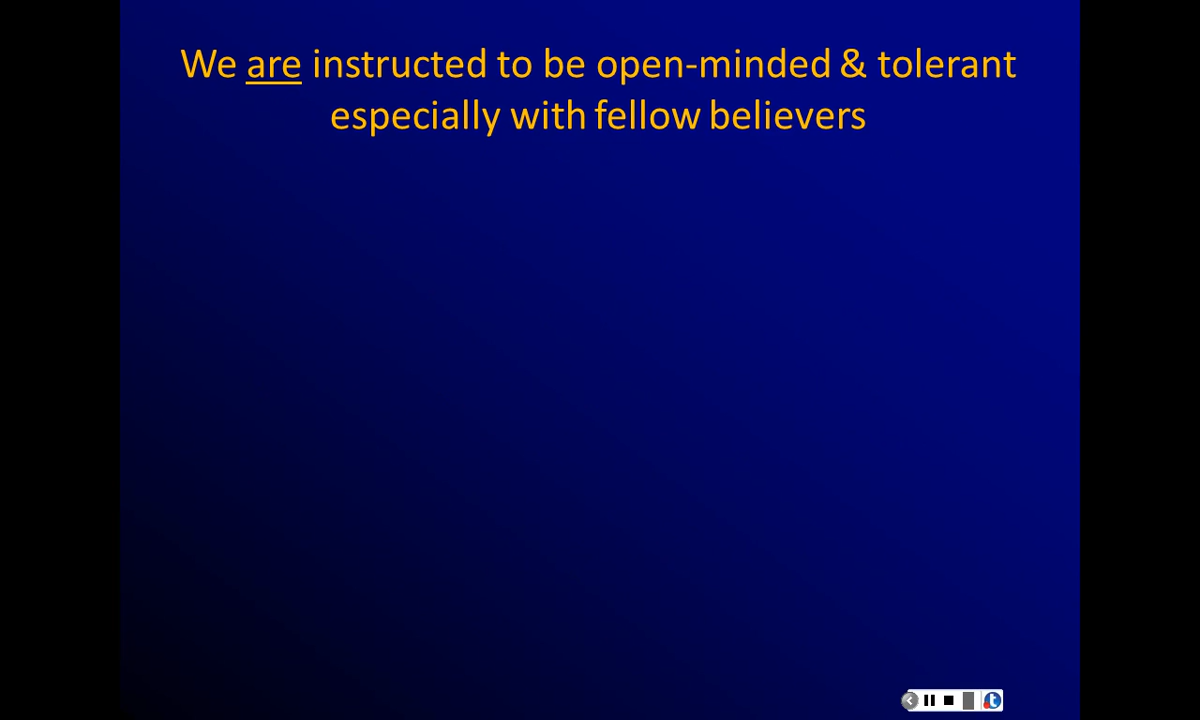 We are instructed to be open-minded & tolerant
especially with fellow believers